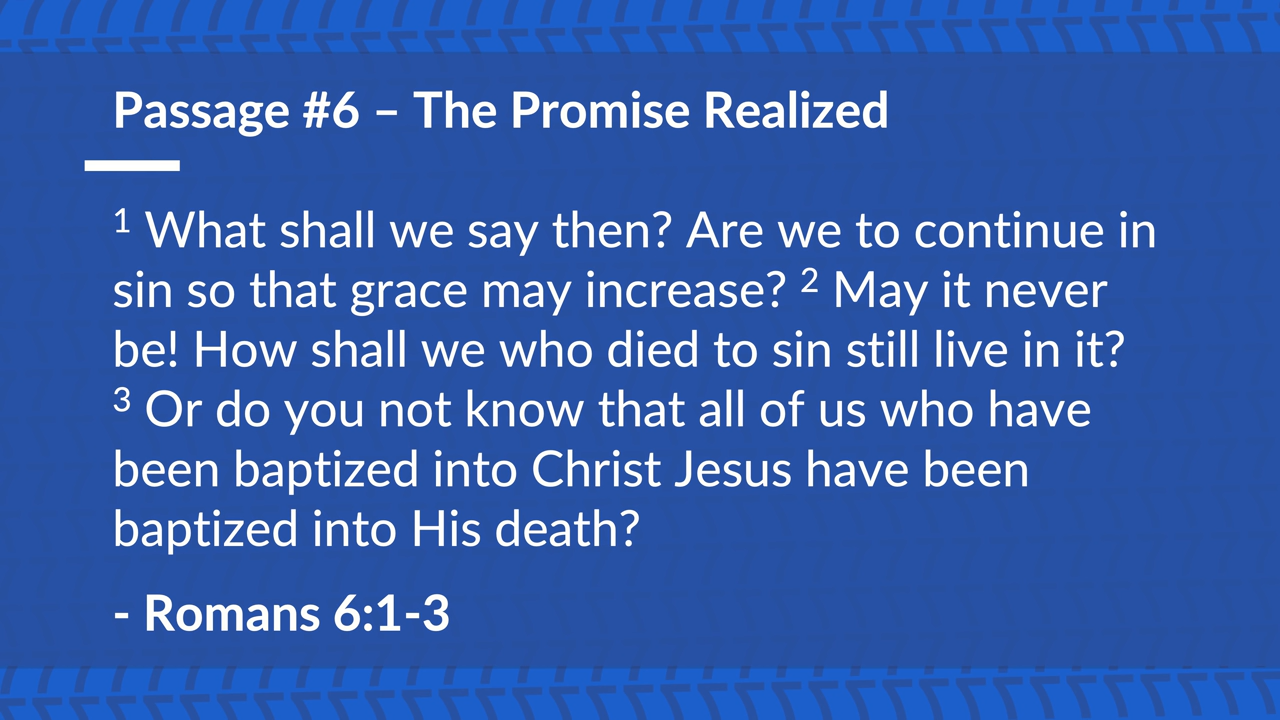 Passage #6 – The Promise Realized
1 What shall we say then? Are we to continue in
sin so that grace may increase? 2 May it never
be! How shall we who died to sin still live in it?
3 Or do you not know that all of us who have
been baptized into Christ Jesus have been
baptized into His death?
- Romans 6:1-3